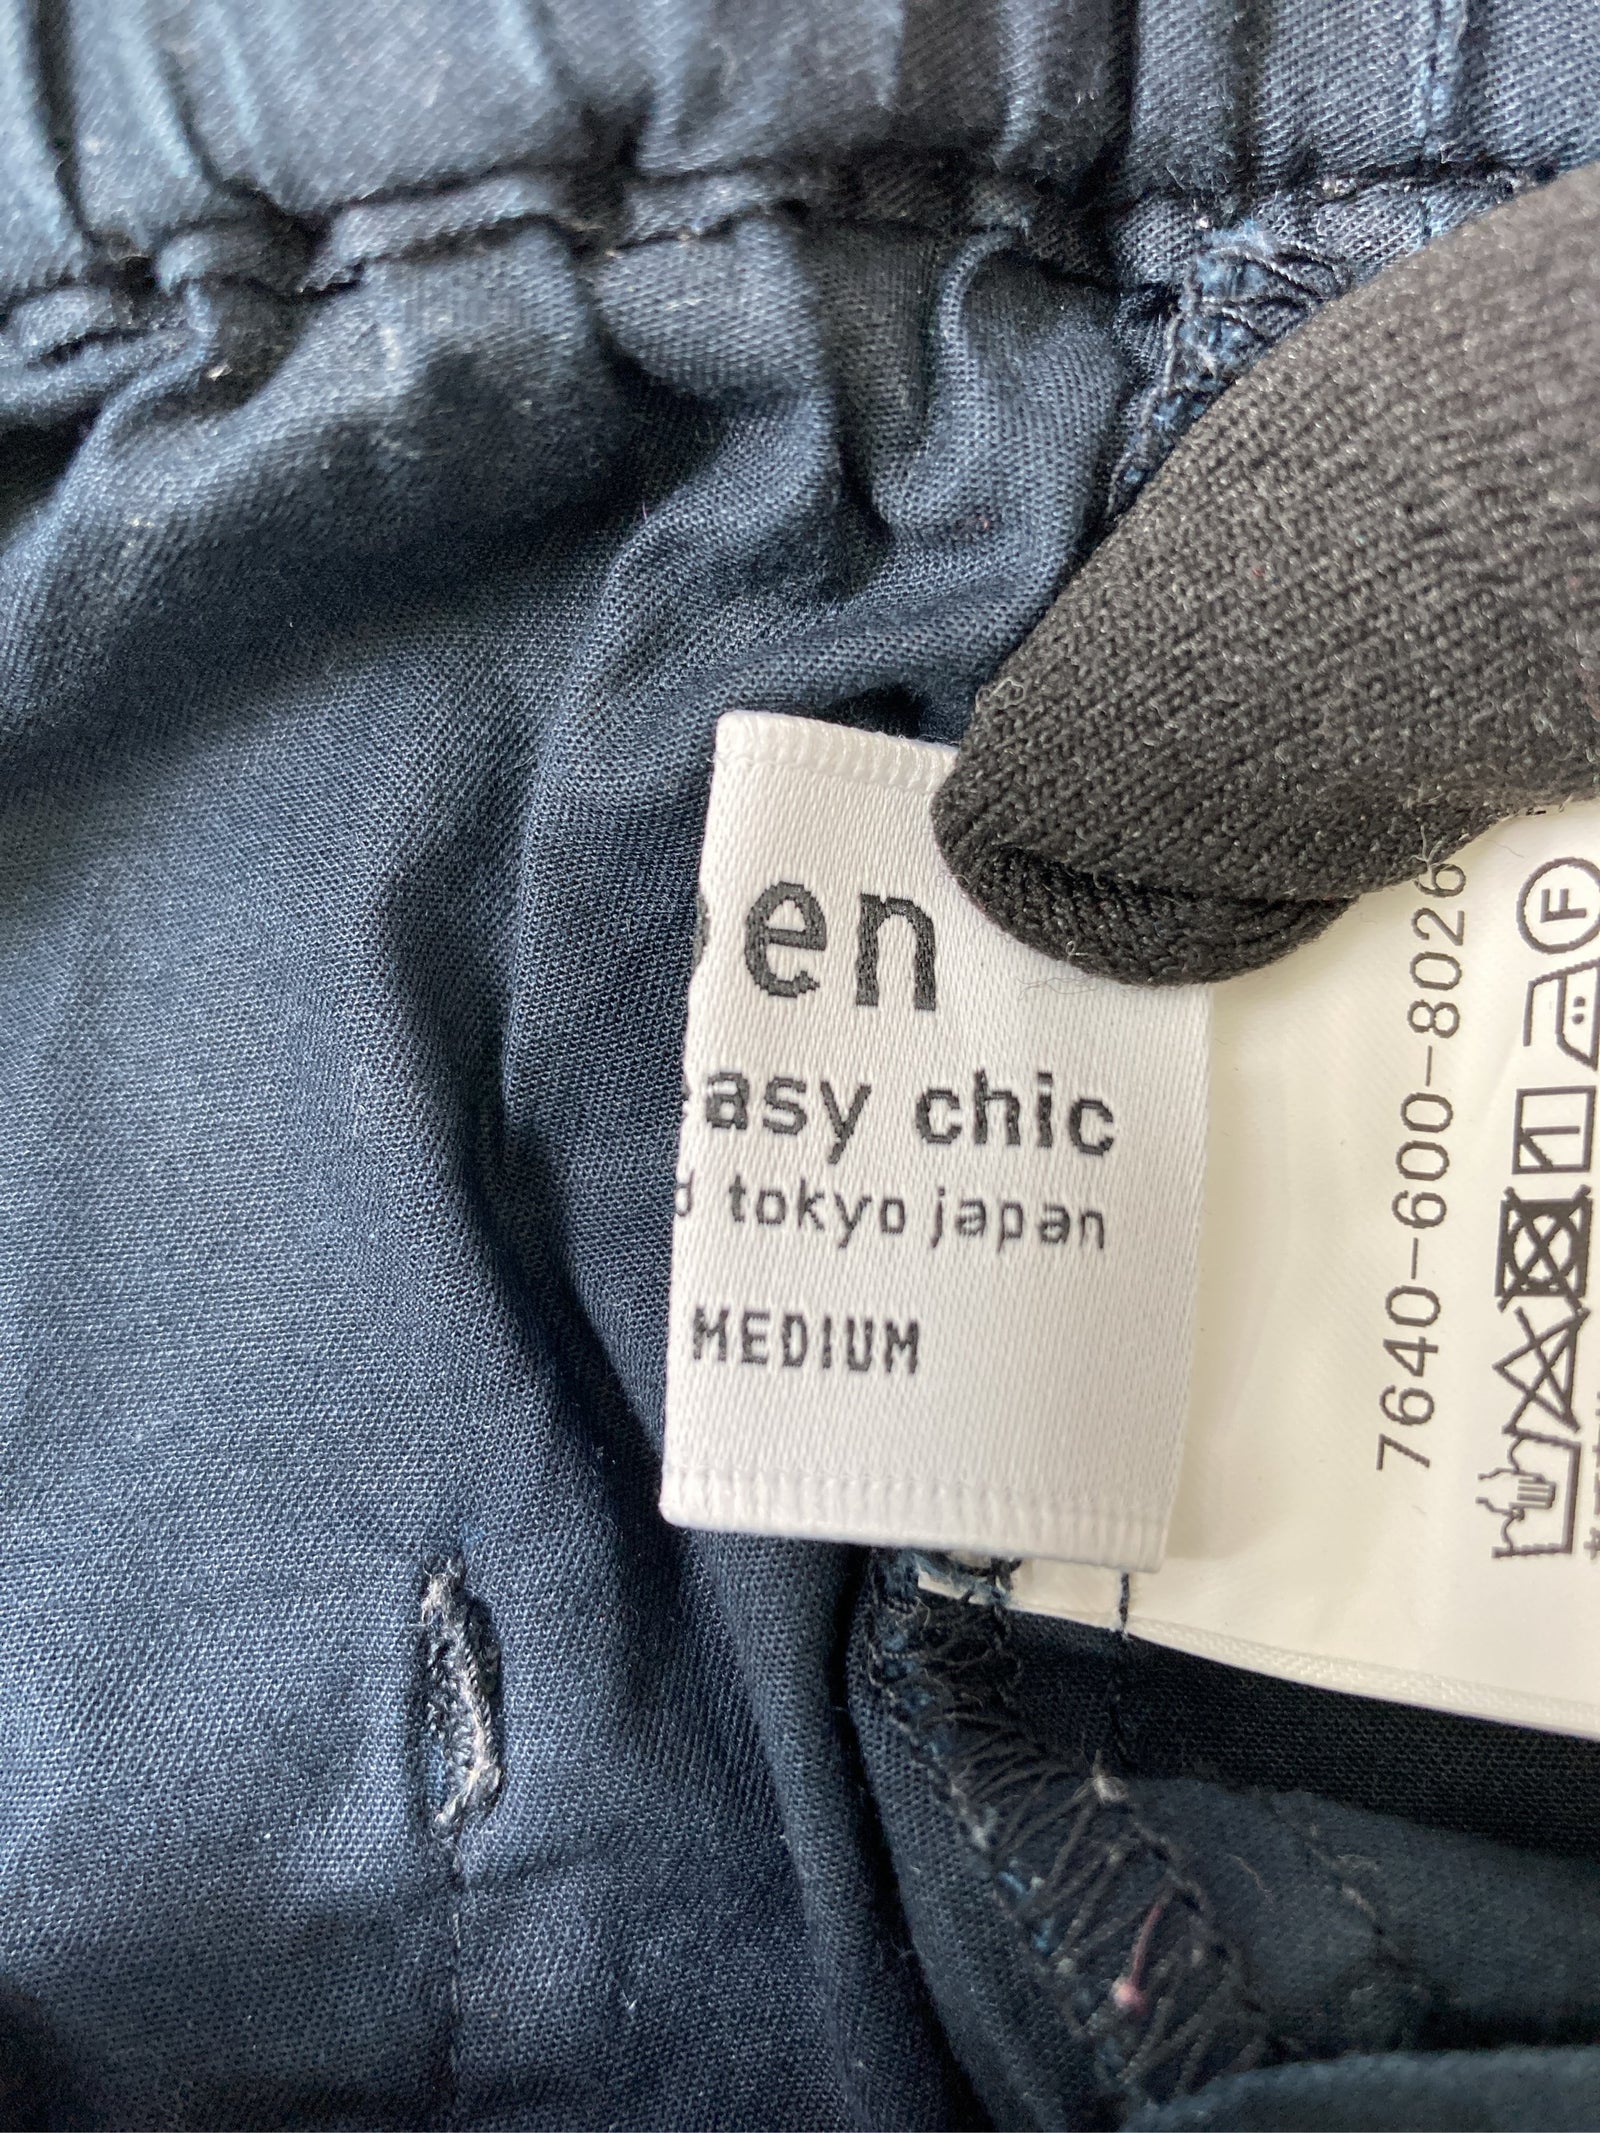 en
asy chic
d tokyo japan
MEDIUM
7640-600-8026
F